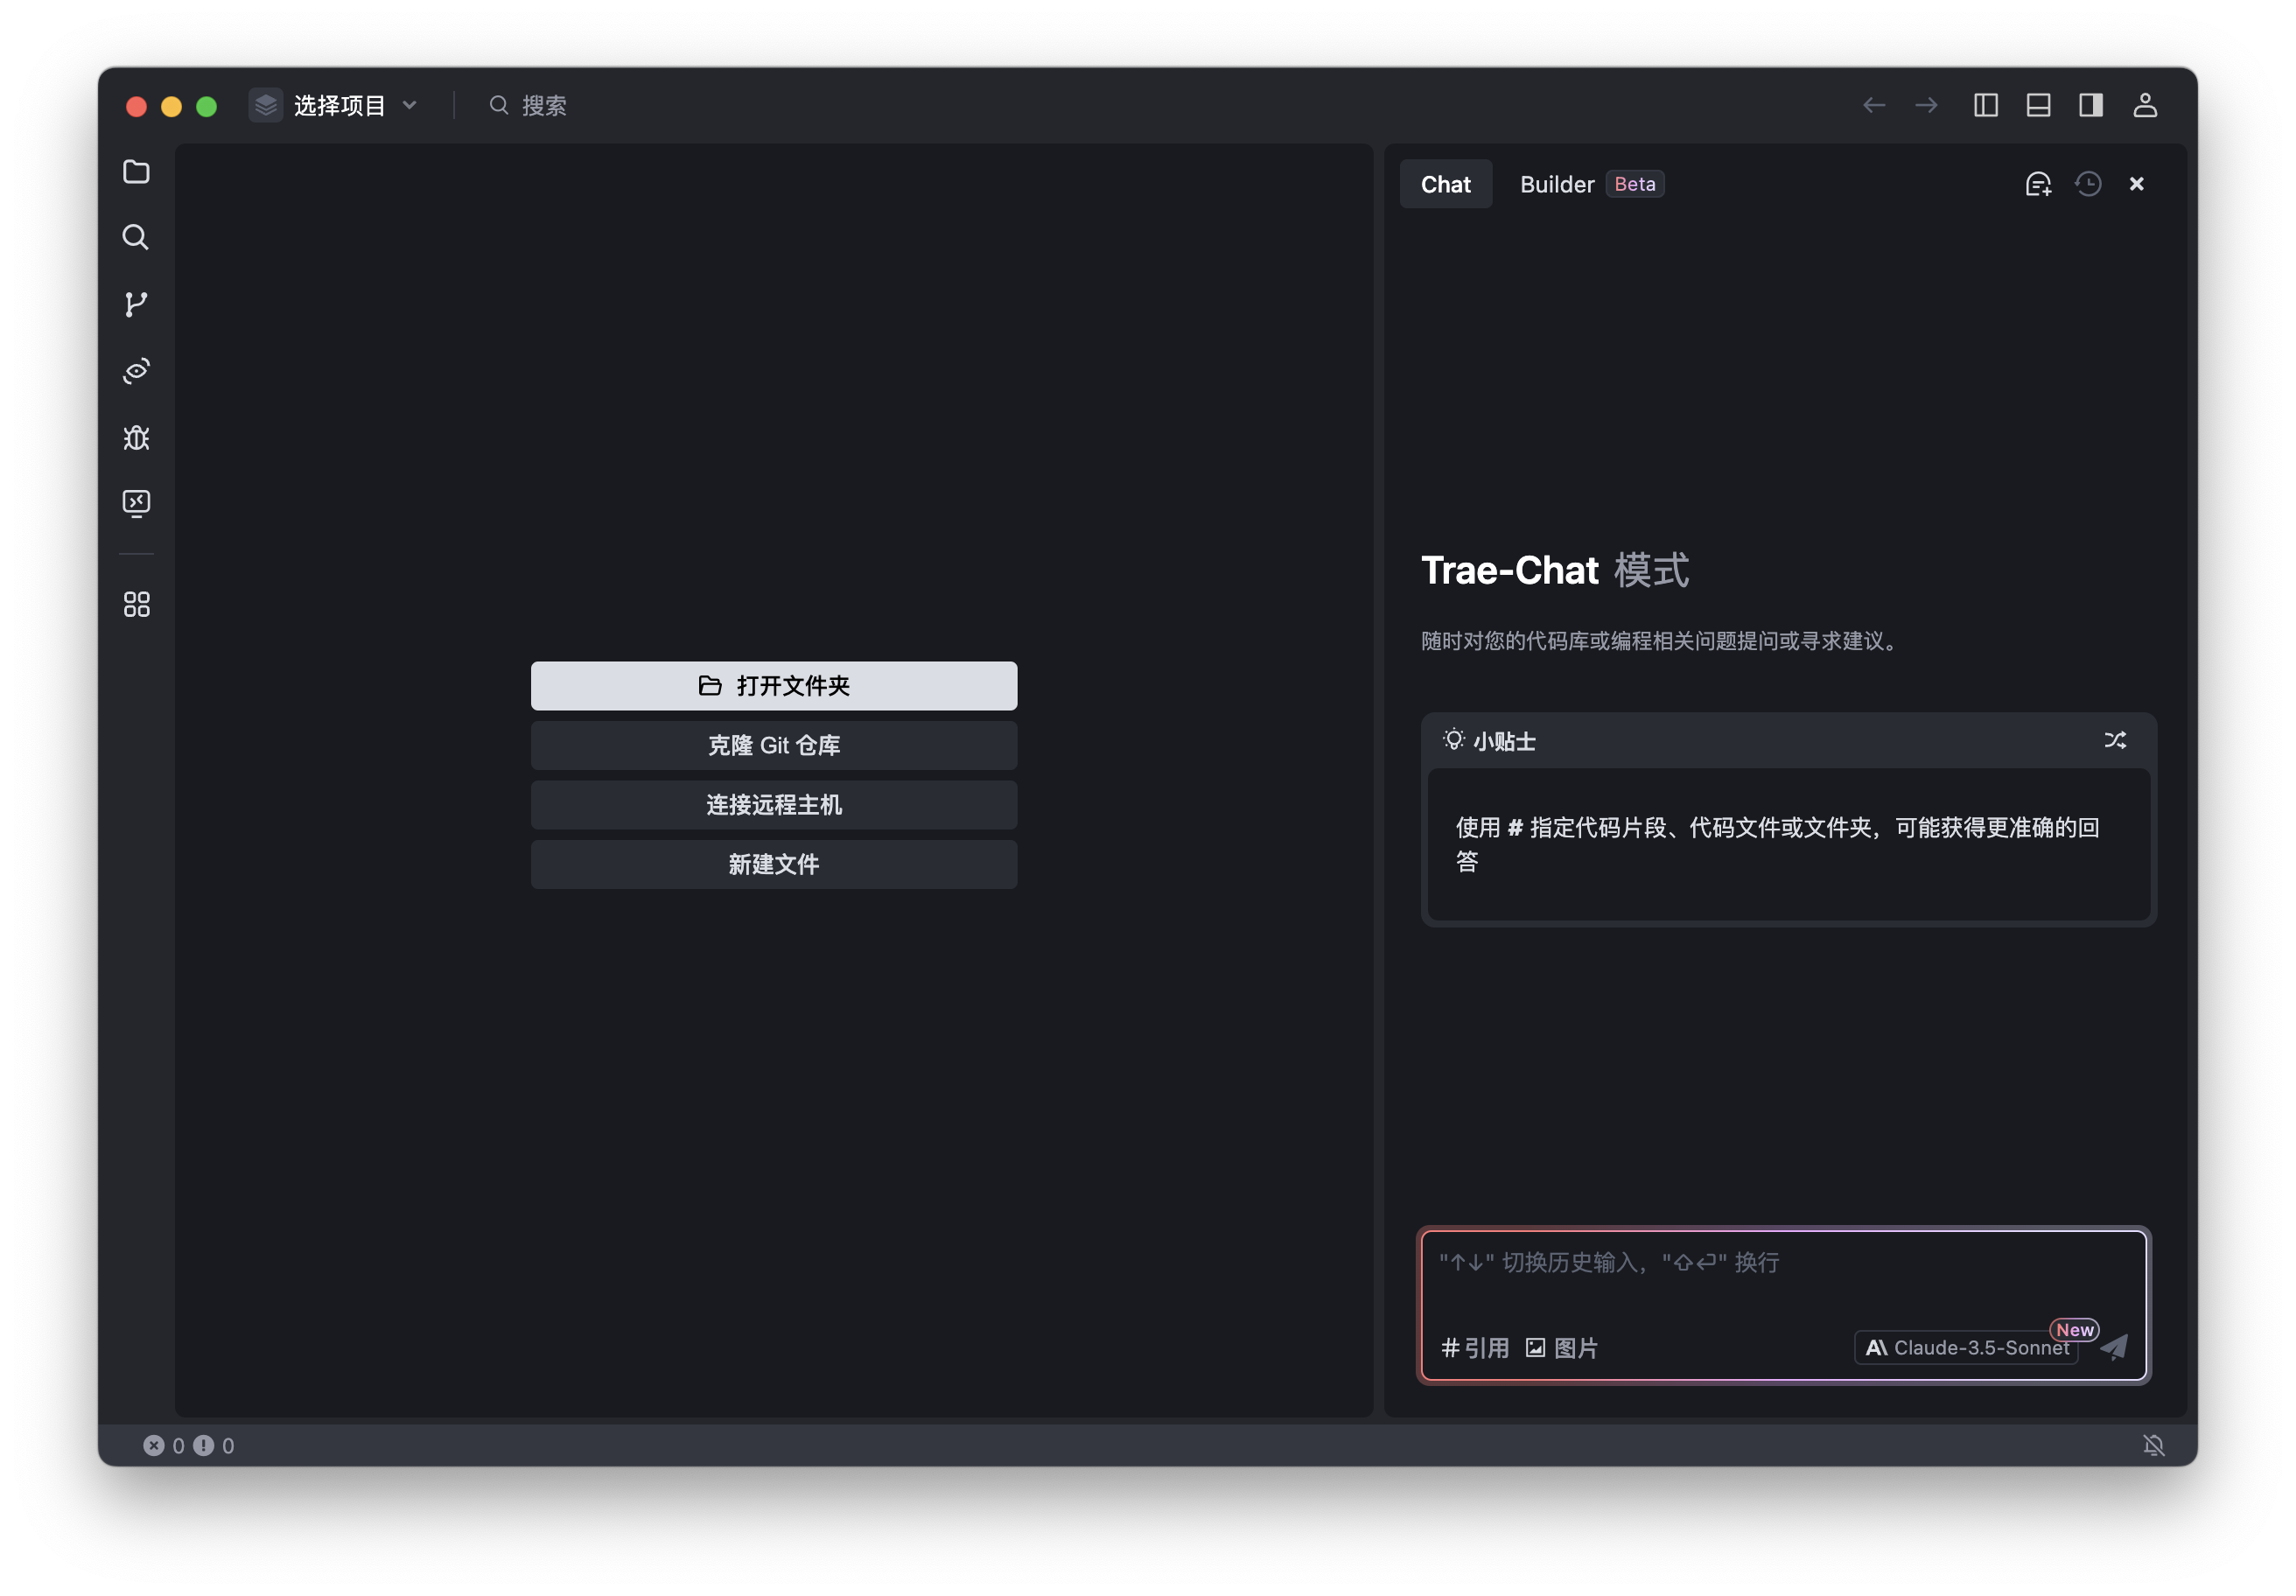 选择项目
搜索
Chat
Builder Beta
Trae-Chat 模式
随时对您的代码库或编程相关问题提问或寻求建议。
打开文件夹
克隆 Git 仓库
连接远程主机
新建文件
小贴士
使用 # 指定代码片段、代码文件或文件夹，可能获得更准确的回
答
"↑↓" 切换历史输入，"⇧⏎" 换行
New
# 引用 图片
Claude-3.5-Sonnet
0 0